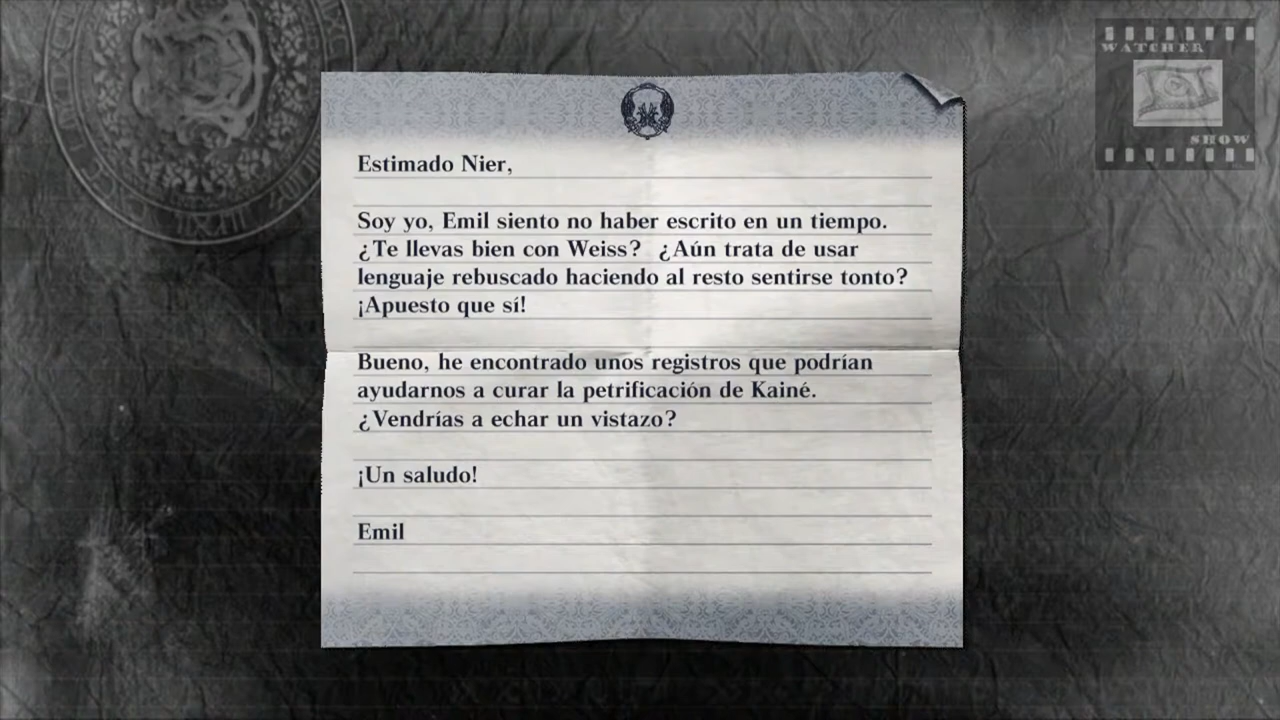 WATCHER
SHOW
Estimado Nier,
Soy yo, Emil siento no haber escrito en un tiempo.
¿Te llevas bien con Weiss? ¿Aún trata de usar
lenguaje rebuscado haciendo al resto sentirse tonto?
¡Apuesto que sí!
Bueno, he encontrado unos registros que podrían
ayudarnos a curar la petrificación de Kainé.
¿Vendrías a echar un vistazo?
¡Un saludo!
Emil